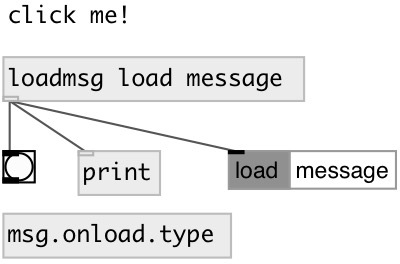 click me!
loadmsg load message
print
load message
msg.onload.type